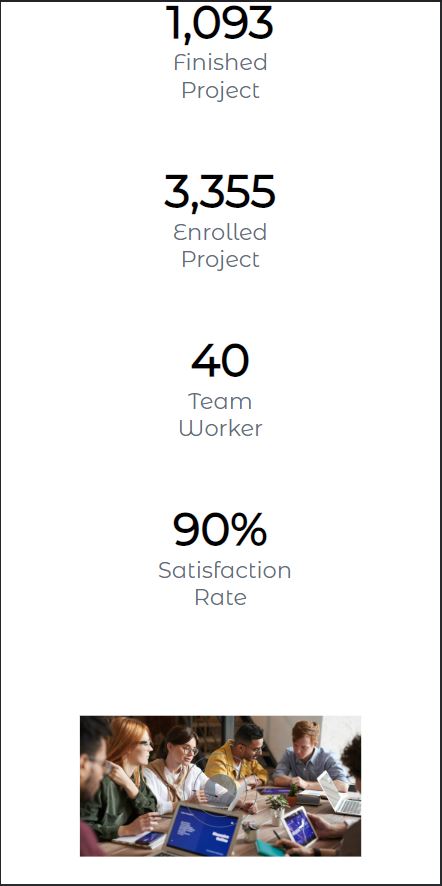 1,093
Finished
Project
3,355
Enrolled
Project
40
Team
Worker
90%
Satisfaction
Rate